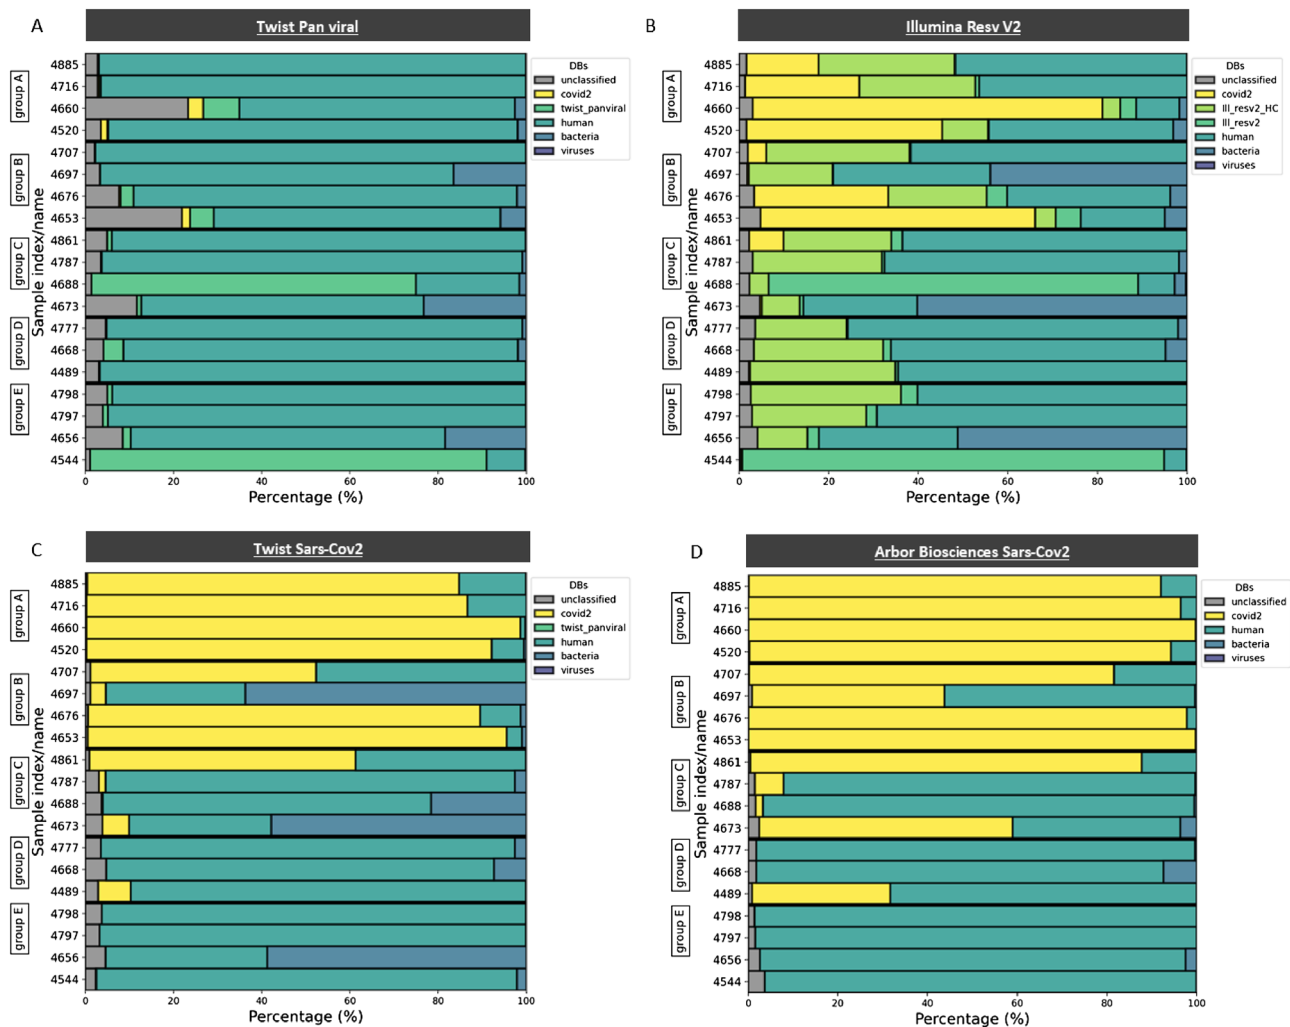 A
Twist Pan viral
Sample index/name
group A
group B
group C
group D
group E
4885
4716
4660
4520
4707
4697
4676
4653
4861
4787
4688
4673
4777
4668
4489
4798
4797
4656
4544
0 20 40 60 80 100
Percentage (%)
DBs
unclassified
covid2
twist_panviral
human
bacteria
viruses
B
Illumina Resv V2
Sample index/name
group A
group B
group C
group D
group E
4885
4716
4660
4520
4707
4697
4676
4653
4861
4787
4688
4673
4777
4668
4489
4798
4797
4656
4544
0 20 40 60 80 100
Percentage (%)
DBs
unclassified
covid2
Ill_resv2_HC
Ill_resv2
human
bacteria
viruses
C
Twist Sars-Cov2
Sample index/name
group A
group B
group C
group D
group E
4885
4716
4660
4520
4707
4697
4676
4653
4861
4787
4688
4673
4777
4668
4489
4798
4797
4656
4544
0 20 40 60 80 100
Percentage (%)
DBs
unclassified
covid2
twist_panviral
human
bacteria
viruses
D
Arbor Biosciences Sars-Cov2
Sample index/name
group A
group B
group C
group D
group E
4885
4716
4660
4520
4707
4697
4676
4653
4861
4787
4688
4673
4777
4668
4489
4798
4797
4656
4544
0 20 40 60 80 100
Percentage (%)
DBs
unclassified
covid2
human
bacteria
viruses